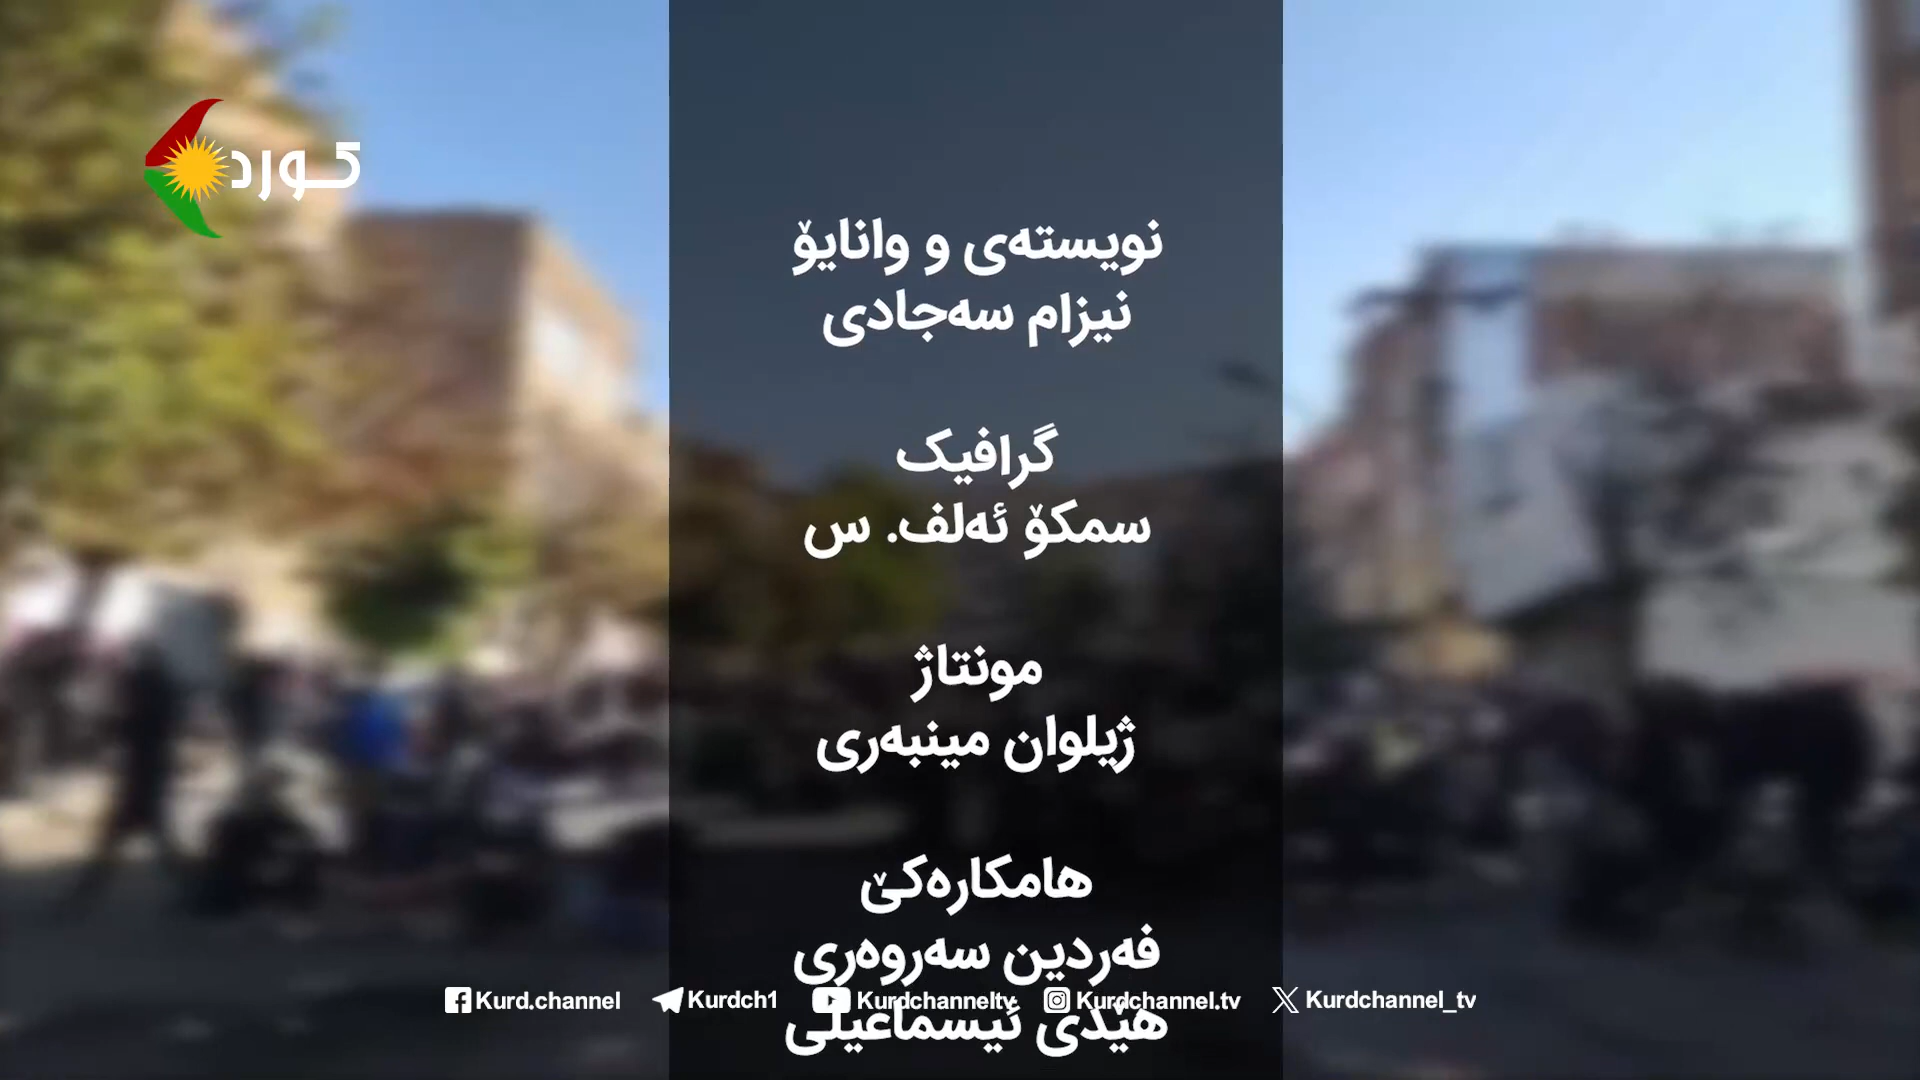 کورد
نویستەی و وانایۆ
نیزام سەجادی
گرافیک
سمکۆ ئەلف. س
مونتاژ
ژیلوان مینبەری
هامکارەکێ
فەردین سەروەری
هێدی ئیسماعیلی
Kurd.channel Kurdch1 Kurdchanneltv Kurdchannel.tv Kurdchannel_tv